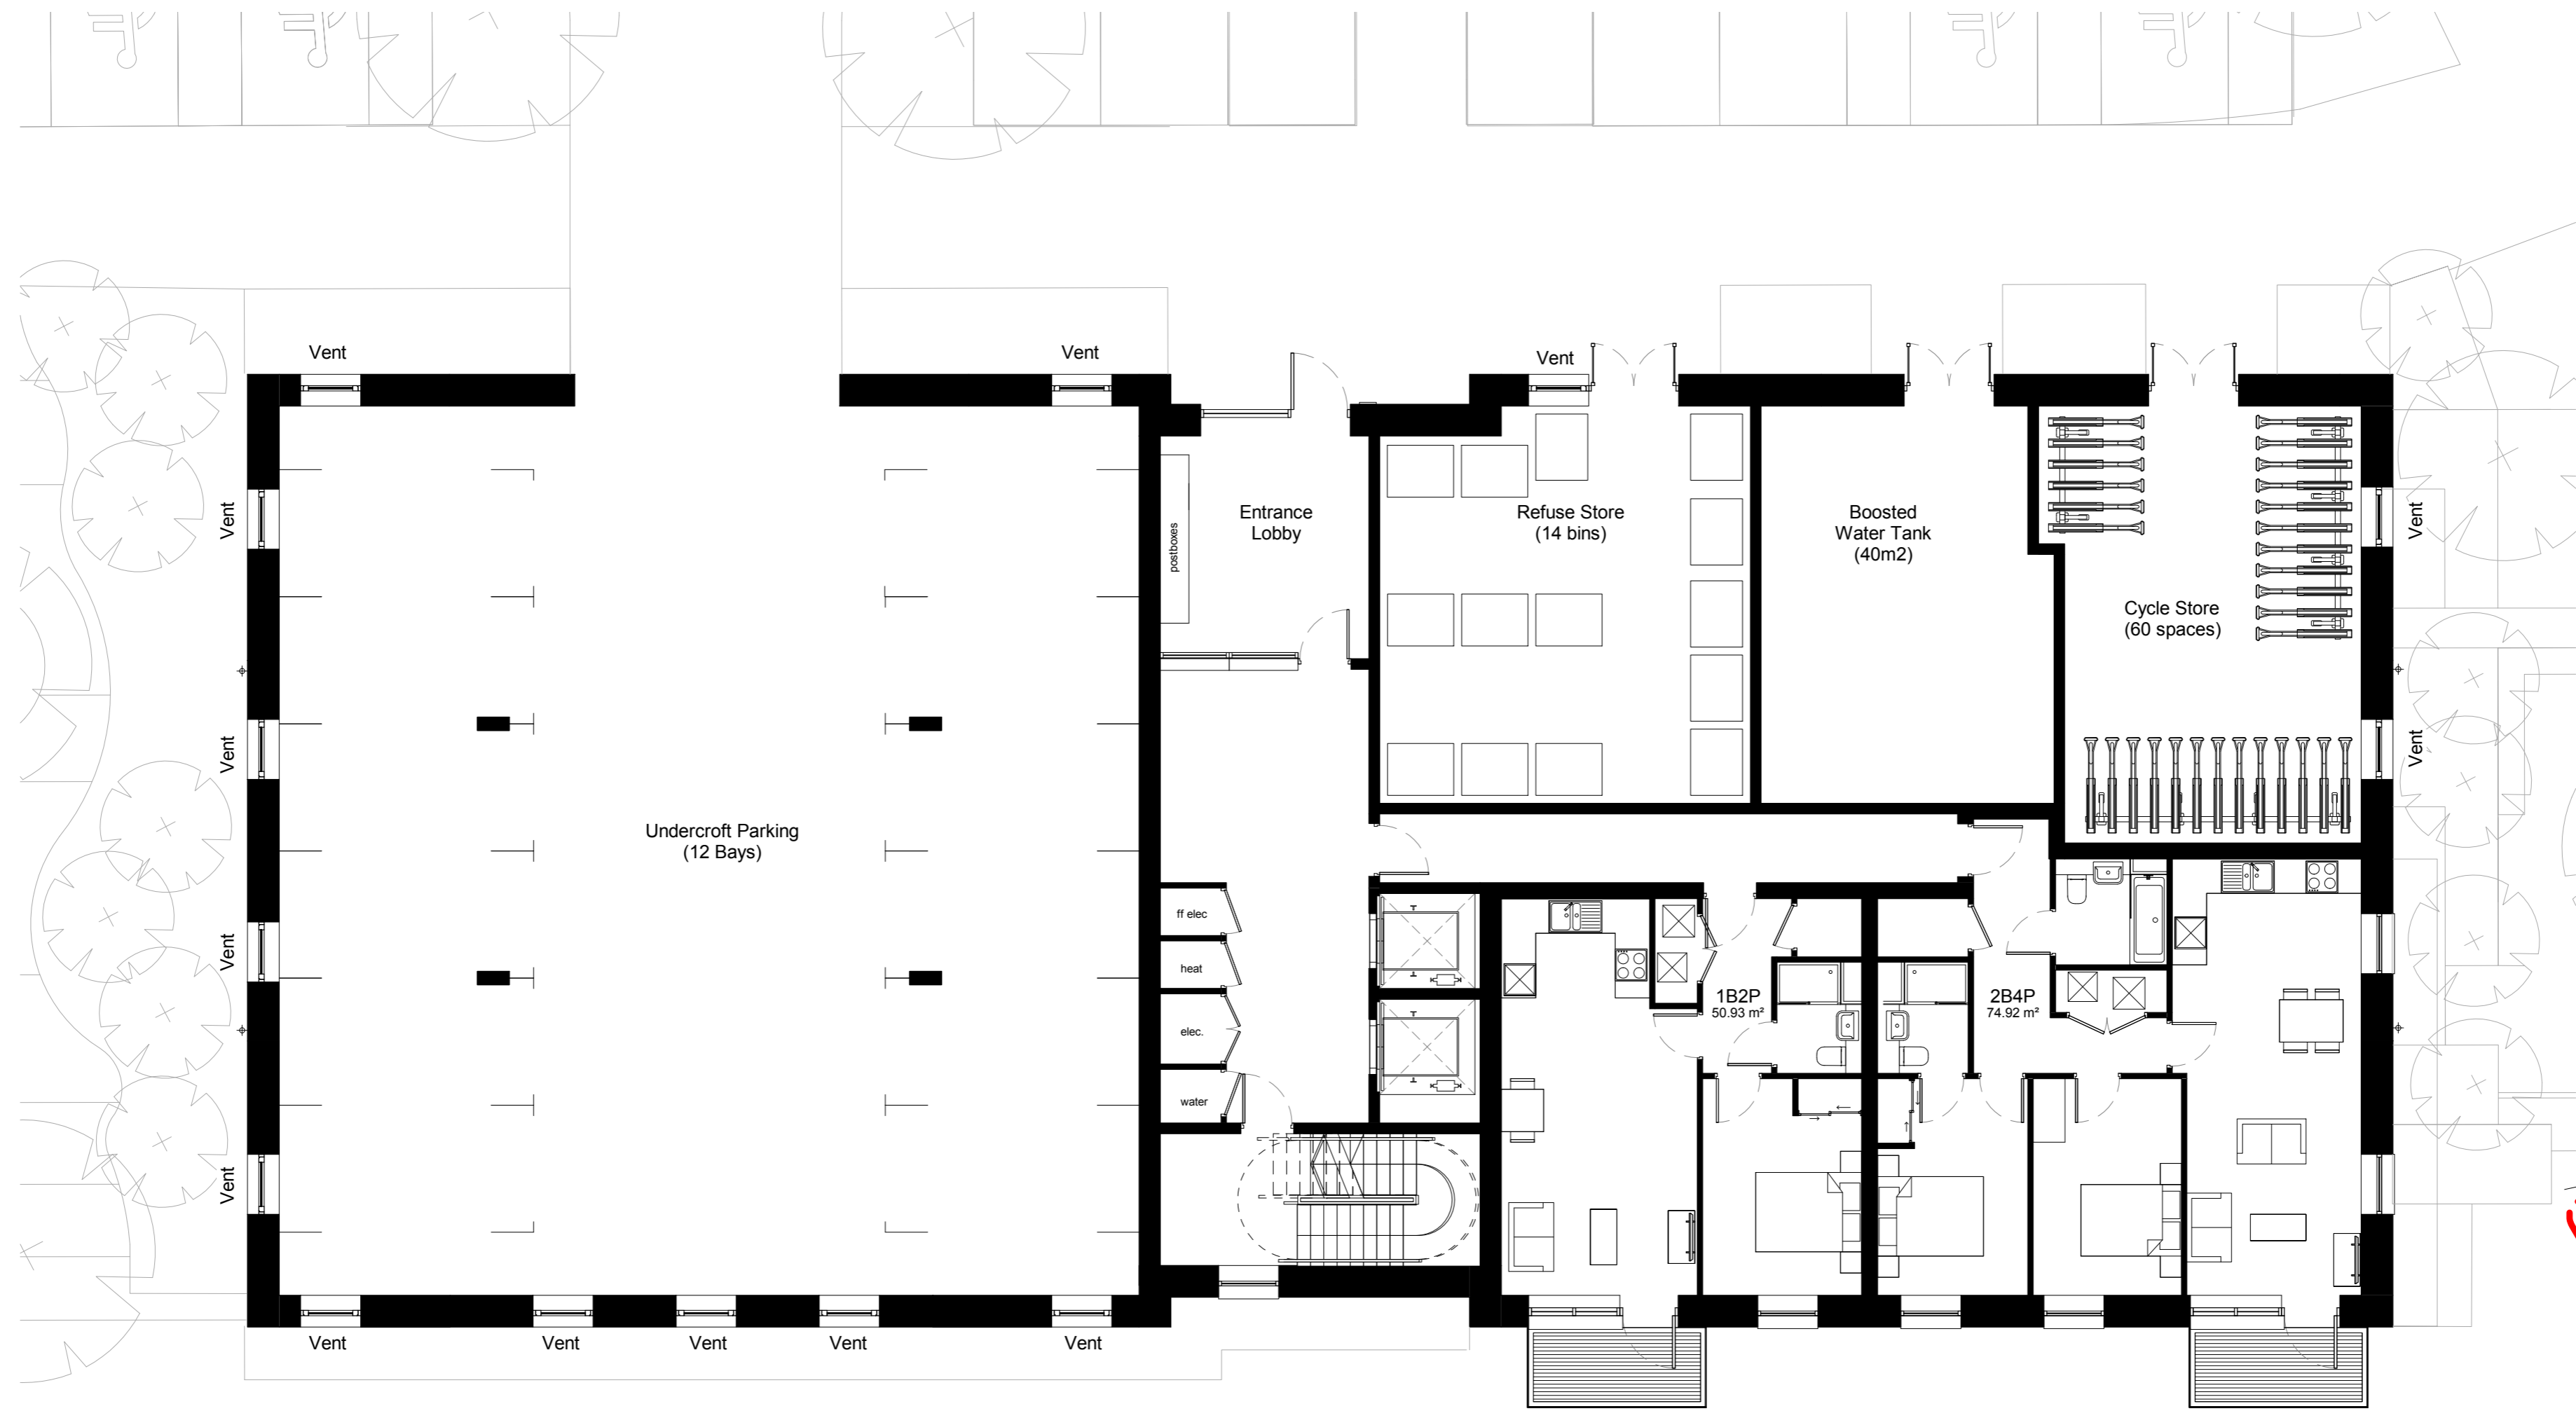 Vent
Vent
Vent
Vent
Vent
Vent
Vent
Undercroft Parking
(12 Bays)
Vent
Vent
Vent
Vent
Vent
Entrance
Lobby
postboxes
ff elec
heat
elec.
water
Refuse Store
(14 bins)
Boosted
Water Tank
(40m2)
Cycle Store
(60 spaces)
Vent
Vent
1B2P
50.93 m²
2B4P
74.92 m²